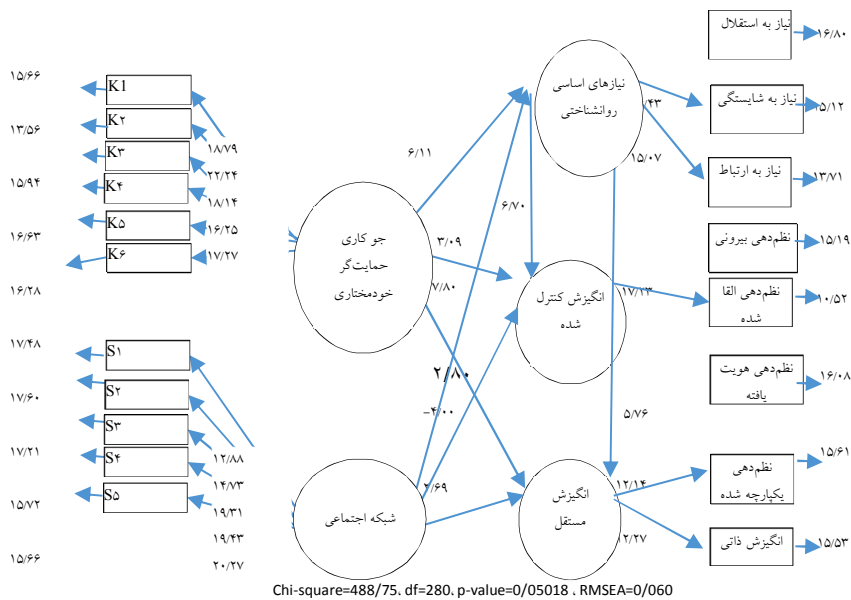 نیاز به استقلال
۱۶/۸۰
نیازهای اساسی
روانشناختی
۱۵/۶۶
K1
/۴۳
نیاز به شایستگی
۵/۱۲
۱۳/۵۶
K۲
۱۸/۷۹
۶/۱۱
۱۵/۰۷
K۳
۲۲/۲۴
نیاز به ارتباط
۱۳/۷۱
۱۵/۹۴
K۴
۱۸/۱۴
۶/۷۰
K۵
۱۶/۲۵
۱۶/۶۳
K۶
۱۷/۲۷
جو کاری
حمایت‌گر
خودمختاری
۳/۰۹
نظم‌دهی بیرونی
۱۵/۱۹
۱۶/۲۸
۷/۸۰
انگیزش کنترل
شده
نظم‌دهی القا
شده
۱۰/۵۲
۱۷/۴۸
S۱
۲/۸۰
نظم‌دهی هویت
یافته
۱۶/۰۸
۱۷/۶۰
S۲
-۴/۰۰
۵/۷۶
S۳
۱۷/۲۱
S۴
۱۲/۸۸
نظم‌دهی
یکپارچه شده
۱۵/۶۱
۱۵/۷۲
S۵
۱۴/۷۳
۲/۶۹
۱۲/۱۴
۱۹/۳۱
شبکه اجتماعی
انگیزش
مستقل
۱۹/۴۳
۲/۲۷
انگیزش ذاتی
۱۵/۵۳
۱۵/۶۶
۲۰/۲۷
Chi-square=488/75، df=280، p-value=0/05018 ، RMSEA=0/060